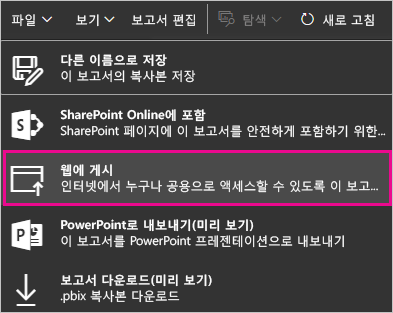 파일 보기 보고서 편집 탐색 새로 고침
다른 이름으로 저장
이 보고서의 복사본 저장
SharePoint Online에 포함
SharePoint 페이지에 이 보고서를 안전하게 포함하기 위한...
웹에 게시
인터넷에서 누구나 공용으로 액세스할 수 있도록 이 보고...
PowerPoint로 내보내기(미리 보기)
이 보고서를 PowerPoint 프레젠테이션으로 내보내기
보고서 다운로드(미리 보기)
.pbix 복사본 다운로드